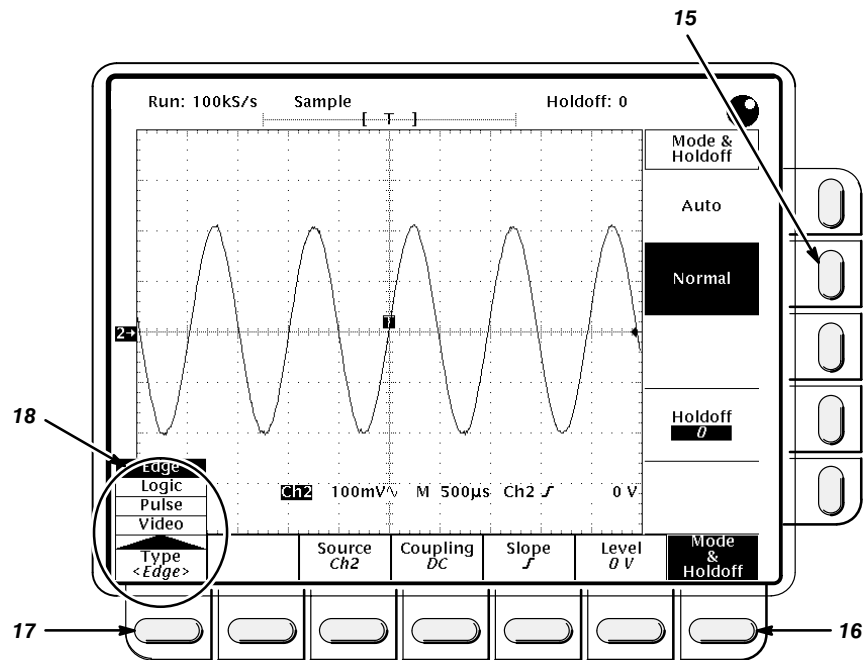 15
Run: 100kS/s Sample Holdoff: 0
[ T ]
Mode &
Holdoff
Auto
Normal
T
2→
Holdoff
0
18
Edge
Logic
Pulse
Video
Ch2 100mV∿ M 500µs Ch2 ƒ 0 V
Type
<Edge>
Source
Ch2
Coupling
DC
Slope
ƒ
Level
0 V
Mode
&
Holdoff
17
16